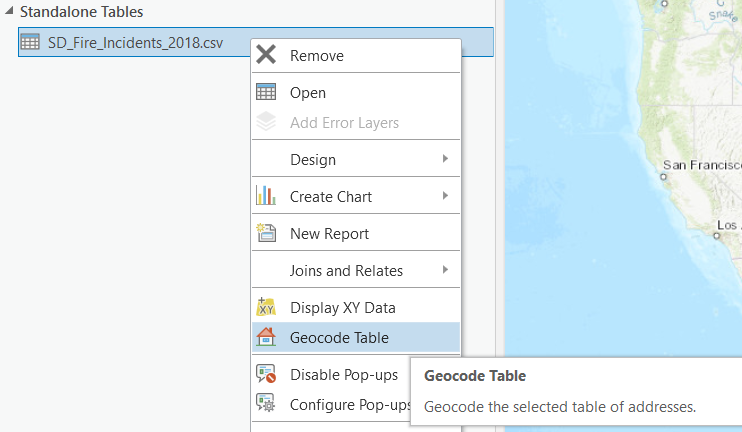 Standalone Tables
SD_Fire_Incidents_2018.csv
Remove
Open
Add Error Layers
Design
Create Chart
New Report
Joins and Relates
Display XY Data
Geocode Table
Disable Pop-ups
Configure Pop-ups
Geocode Table
Geocode the selected table of addresses.
Snake
San Francisc
Los